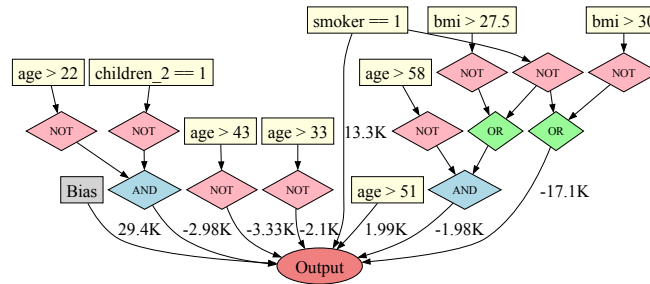 smoker == 1
bmi > 27.5
bmi > 30
age > 22
children_2 == 1
age > 58
NOT
NOT
NOT
NOT
NOT
age > 43
age > 33
13.3K
NOT
OR
OR
Bias
AND
NOT
NOT
age > 51
AND
-17.1K
29.4K
-2.98K
-3.33K
-2.1K
1.99K
-1.98K
Output